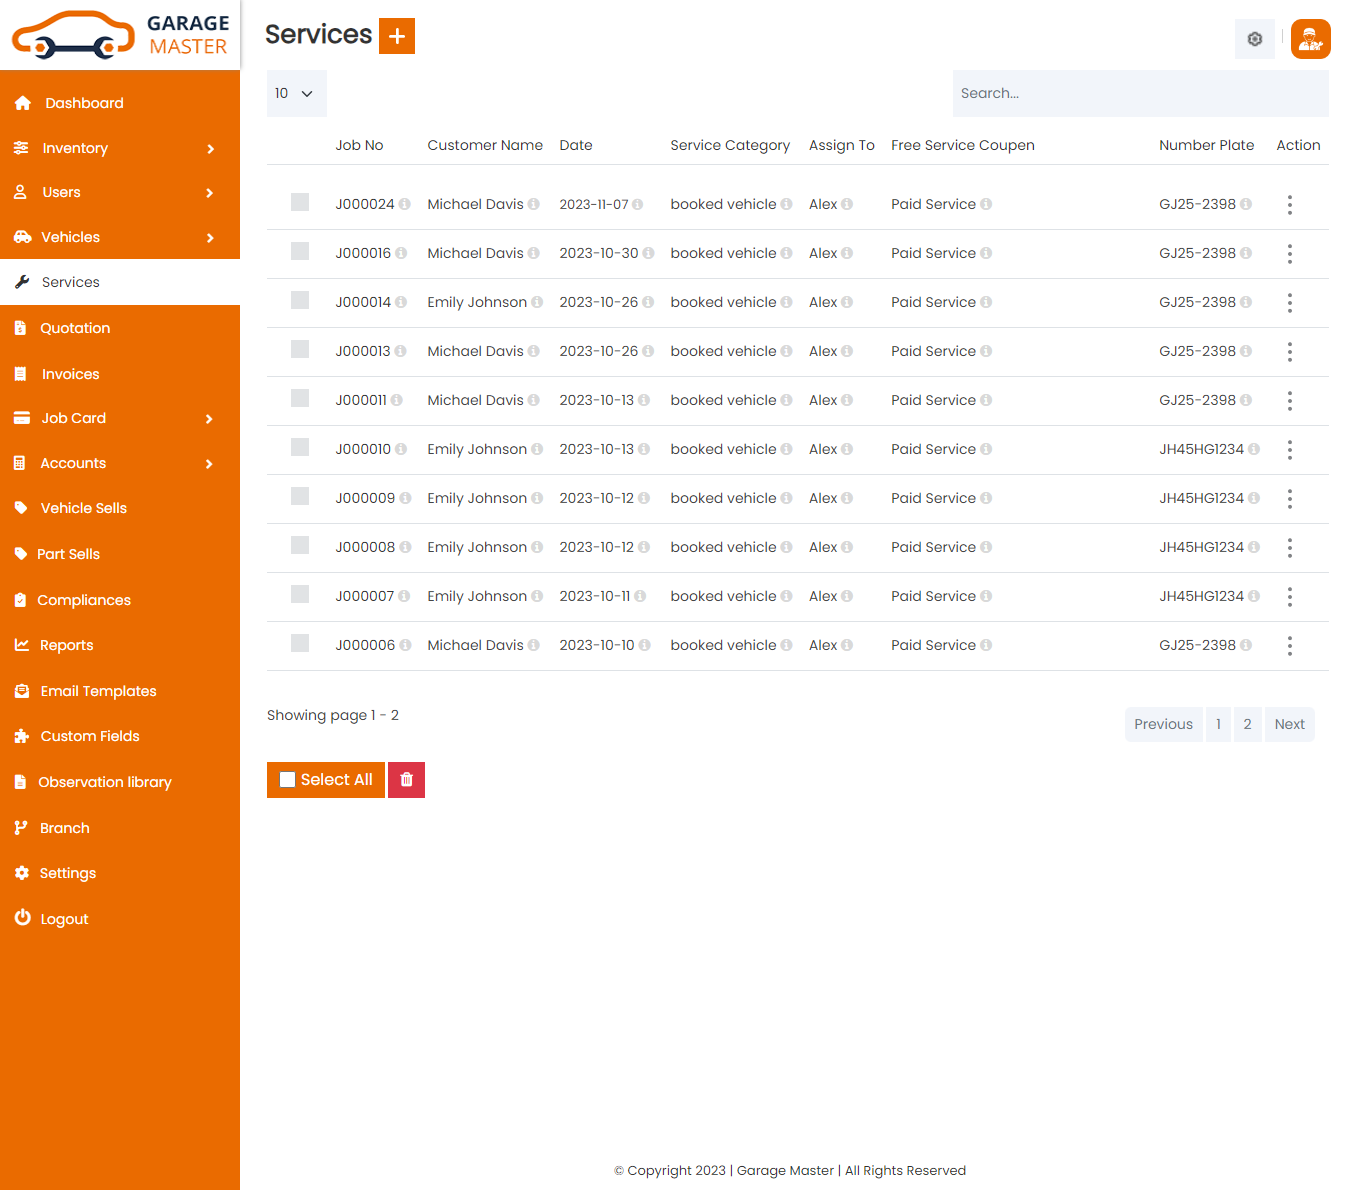 GARAGE
MASTER
Services
Dashboard
Inventory
Users
Vehicles
Services
Quotation
Invoices
Job Card
Accounts
Vehicle Sells
Part Sells
Compliances
Reports
Email Templates
Custom Fields
Observation library
Branch
Settings
Logout
10
Search...
Job No Customer Name Date Service Category Assign To Free Service Coupen Number Plate Action
J000024 Michael Davis 2023-11-07 booked vehicle Alex Paid Service GJ25-2398
J000016 Michael Davis 2023-10-30 booked vehicle Alex Paid Service GJ25-2398
J000014 Emily Johnson 2023-10-26 booked vehicle Alex Paid Service GJ25-2398
J000013 Michael Davis 2023-10-26 booked vehicle Alex Paid Service GJ25-2398
J000011 Michael Davis 2023-10-13 booked vehicle Alex Paid Service GJ25-2398
J000010 Emily Johnson 2023-10-13 booked vehicle Alex Paid Service JH45HG1234
J000009 Emily Johnson 2023-10-12 booked vehicle Alex Paid Service JH45HG1234
J000008 Emily Johnson 2023-10-12 booked vehicle Alex Paid Service JH45HG1234
J000007 Emily Johnson 2023-10-11 booked vehicle Alex Paid Service JH45HG1234
J000006 Michael Davis 2023-10-10 booked vehicle Alex Paid Service GJ25-2398
Showing page 1 - 2
Previous 1 2 Next
Select All
© Copyright 2023 | Garage Master | All Rights Reserved